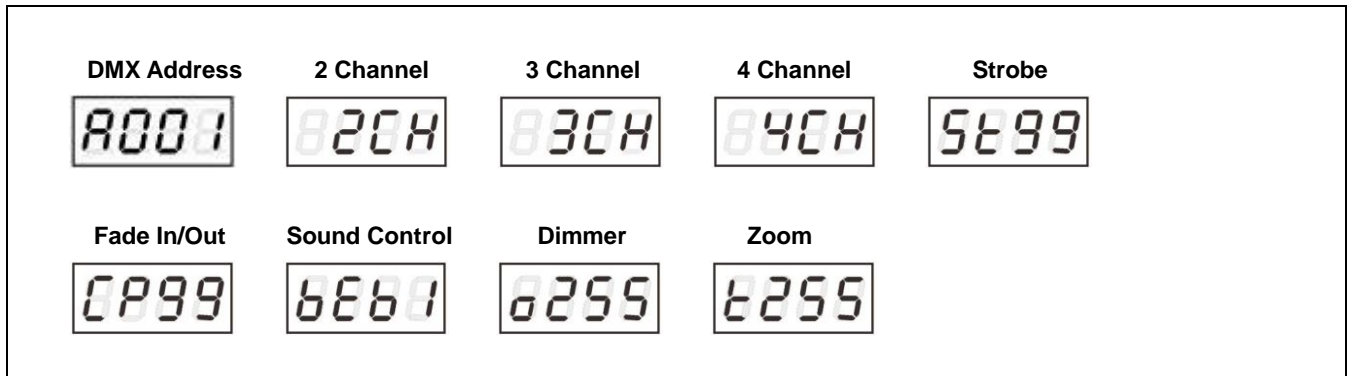 DMX Address 2 Channel 3 Channel 4 Channel Strobe
A001 2CH 3CH 4CH St99
Fade In/Out Sound Control Dimmer Zoom
CP99 bEb1 o255 t255